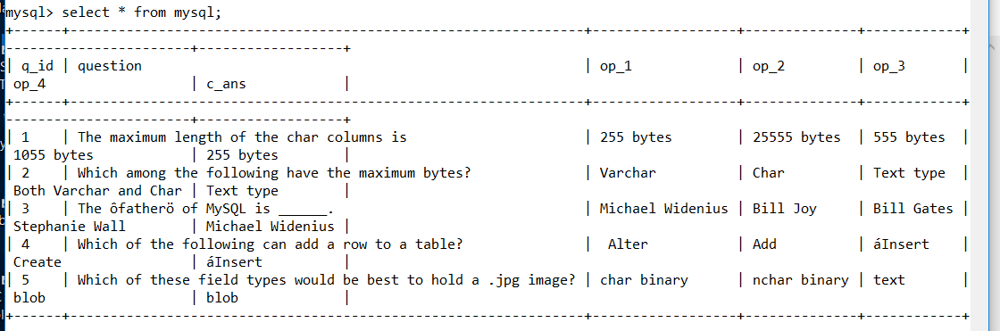 mysql> select * from mysql;
+------+---------------------------------------------------------------+------------------+--------------+------------+
----------------------+------------------+
| q_id | question | op_1 | op_2 | op_3 |
op_4 | c_ans |
+------+---------------------------------------------------------------+------------------+--------------+------------+
----------------------+------------------+
| 1 | The maximum length of the char columns is | 255 bytes | 25555 bytes | 555 bytes |
1055 bytes | 255 bytes |
| 2 | Which among the following have the maximum bytes? | Varchar | Char | Text type |
Both Varchar and Char | Text type |
| 3 | The ôfatherö of MySQL is ______. | Michael Widenius | Bill Joy | Bill Gates |
Stephanie Wall | Michael Widenius |
| 4 | Which of the following can add a row to a table? | Alter | Add | áInsert |
Create | áInsert |
| 5 | Which of these field types would be best to hold a .jpg image? | char binary | nchar binary | text |
blob | blob |
+------+---------------------------------------------------------------+------------------+--------------+------------+